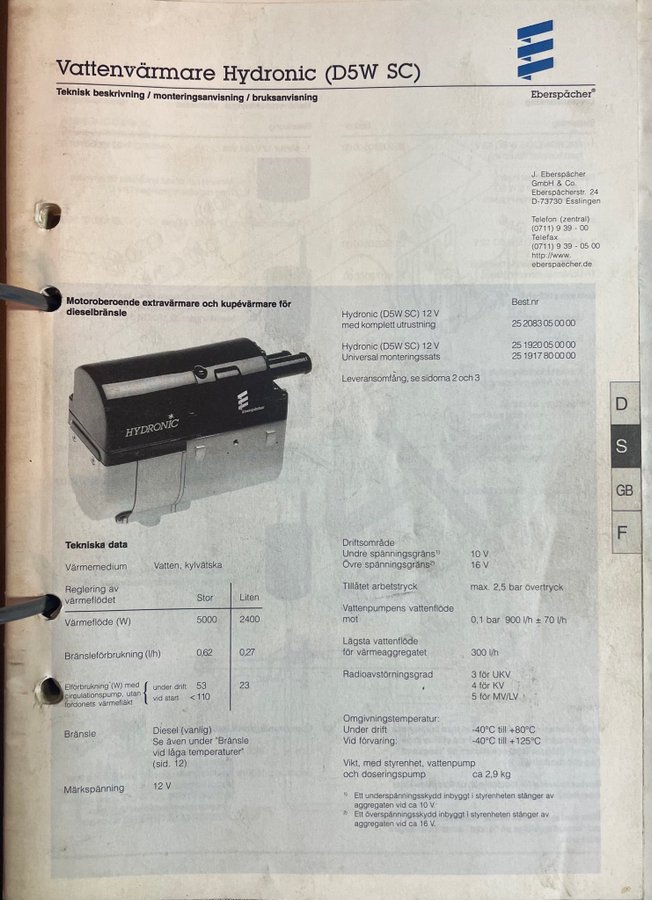 Vattenvärmare Hydronic (D5W SC)
Teknisk beskrivning / monteringsanvisning / bruksanvisning
Eberspächer®
J. Eberspächer
GmbH & Co.
Eberspächerstr. 24
D-73730 Esslingen
Telefon (zentral)
(0711) 9 39 - 00
Telefax
(0711) 9 39 - 05 00
http://www.
eberspaecher.de
Motoroberoende extravärmare och kupévärmare för
dieselbränsle
Best.nr
Hydronic (D5W SC) 12 V
med komplett utrustning 25 2083 05 00 00
Hydronic (D5W SC) 12 V 25 1920 05 00 00
Universal monteringssats 25 1917 80 00 00
Leveransomfång, se sidorna 2 och 3
HYDRONIC
Eberspächer
D
S
GB
F
Tekniska data
Värmemedium Vatten, kylvätska
Reglering av
värmeflödet Stor Liten
Värmeflöde (W) 5000 2400
Bränsleförbrukning (l/h) 0,62 0,27
Elförbrukning (W) med
cirkulationspump, utan
fordonets värmefläkt
under drift 53 23
vid start <110
Bränsle Diesel (vanlig)
Se även under "Bränsle
vid låga temperaturer"
(sid. 12)
Märkspänning 12 V
Driftsområde
Undre spänningsgräns¹⁾ 10 V
Övre spänningsgräns²⁾ 16 V
Tillåtet arbetstryck max. 2,5 bar övertryck
Vattenpumpens vattenflöde
mot 0,1 bar 900 l/h ± 70 l/h
Lägsta vattenflöde
för värmeaggregatet 300 l/h
Radioavstörningsgrad 3 för UKV
4 för KV
5 för MV/LV
Omgivningstemperatur:
Under drift -40°C till +80°C
Vid förvaring: -40°C till +125°C
Vikt, med styrenhet, vattenpump
och doseringspump ca 2,9 kg
¹⁾ Ett underspänningsskydd inbyggt i styrenheten stänger av
aggregaten vid ca 10 V.
²⁾ Ett överspänningsskydd inbyggt i styrenheten stänger av
aggregaten vid ca 16 V.